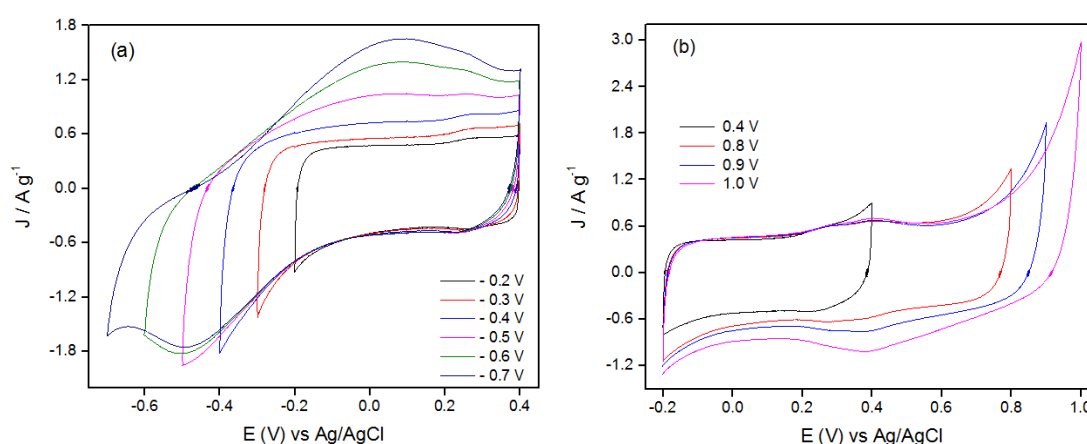 (a)
J / A g⁻¹
1.8
1.2
0.6
0.0
-0.6
-1.2
-1.8
- 0.2 V
- 0.3 V
- 0.4 V
- 0.5 V
- 0.6 V
- 0.7 V
-0.6 -0.4 -0.2 0.0 0.2 0.4
E (V) vs Ag/AgCl
(b)
J / A g⁻¹
3.0
2.4
1.8
1.2
0.6
0.0
-0.6
-1.2
0.4 V
0.8 V
0.9 V
1.0 V
-0.2 0.0 0.2 0.4 0.6 0.8 1.0
E (V) vs Ag/AgCl